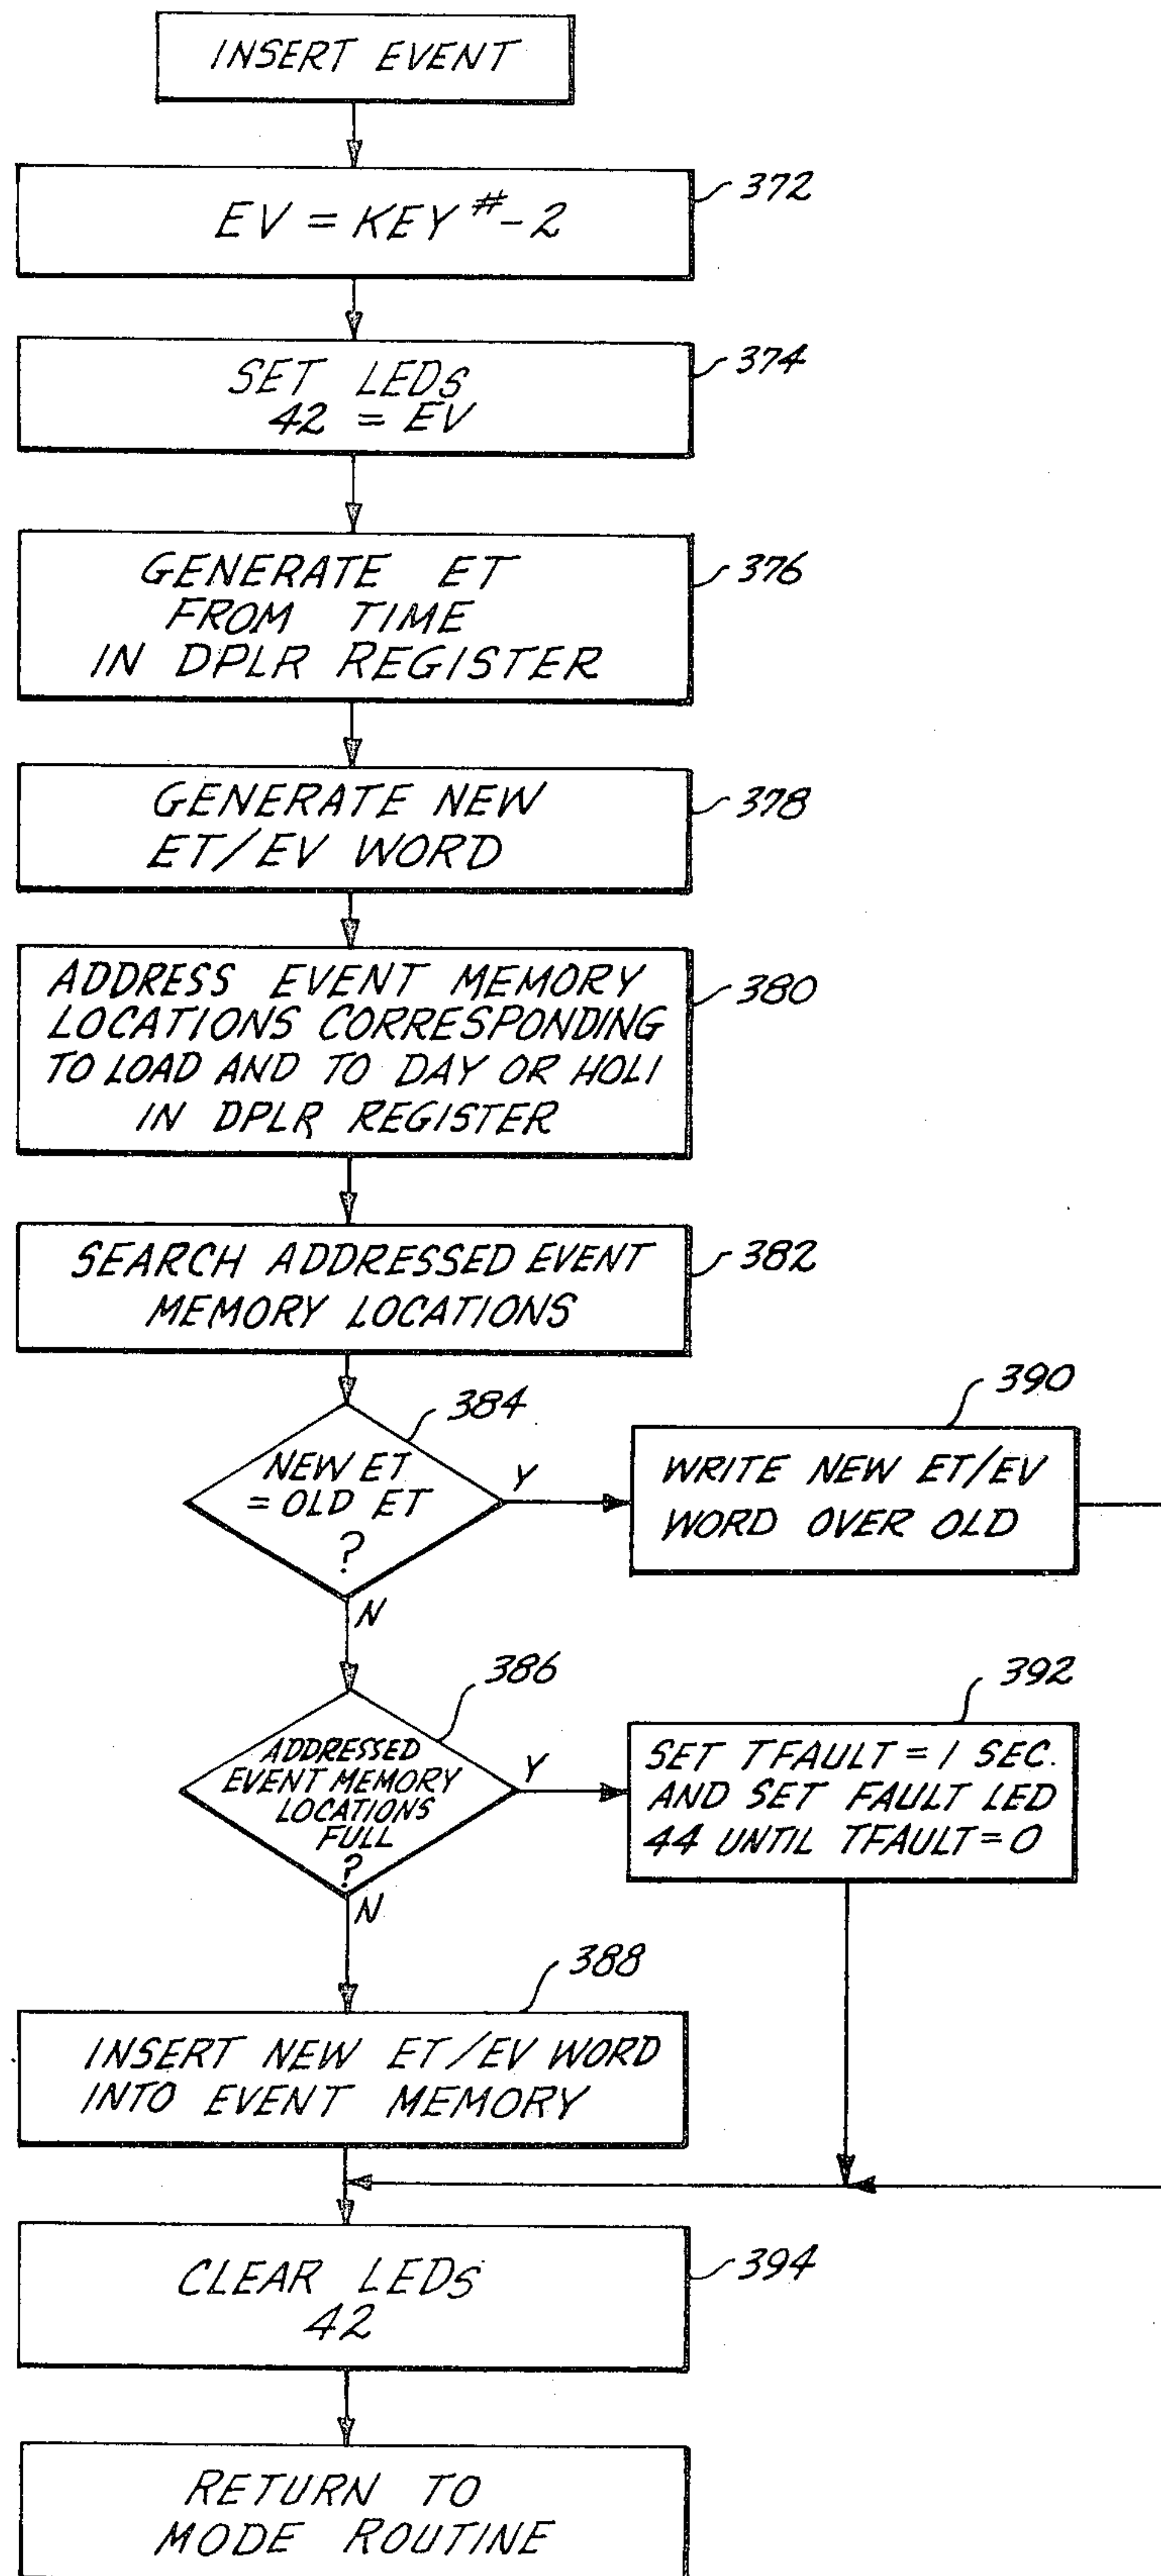 INSERT EVENT
EV = KEY #-2
372
SET LEDS
42 = EV
374
GENERATE ET
FROM TIME
IN DPLR REGISTER
376
GENERATE NEW
ET/EV WORD
378
ADDRESS EVENT MEMORY
LOCATIONS CORRESPONDING
TO LOAD AND TO DAY OR HOLI
IN DPLR REGISTER
380
SEARCH ADDRESSED EVENT
MEMORY LOCATIONS
382
384
NEW ET
= OLD ET
?
Y
N
390
WRITE NEW ET/EV
WORD OVER OLD
386
ADDRESSED
EVENT MEMORY
LOCATIONS
FULL
?
Y
N
392
SET TFAULT = 1 SEC.
AND SET FAULT LED
44 UNTIL TFAULT = 0
388
INSERT NEW ET/EV WORD
INTO EVENT MEMORY
CLEAR LEDS
42
394
RETURN TO
MODE ROUTINE